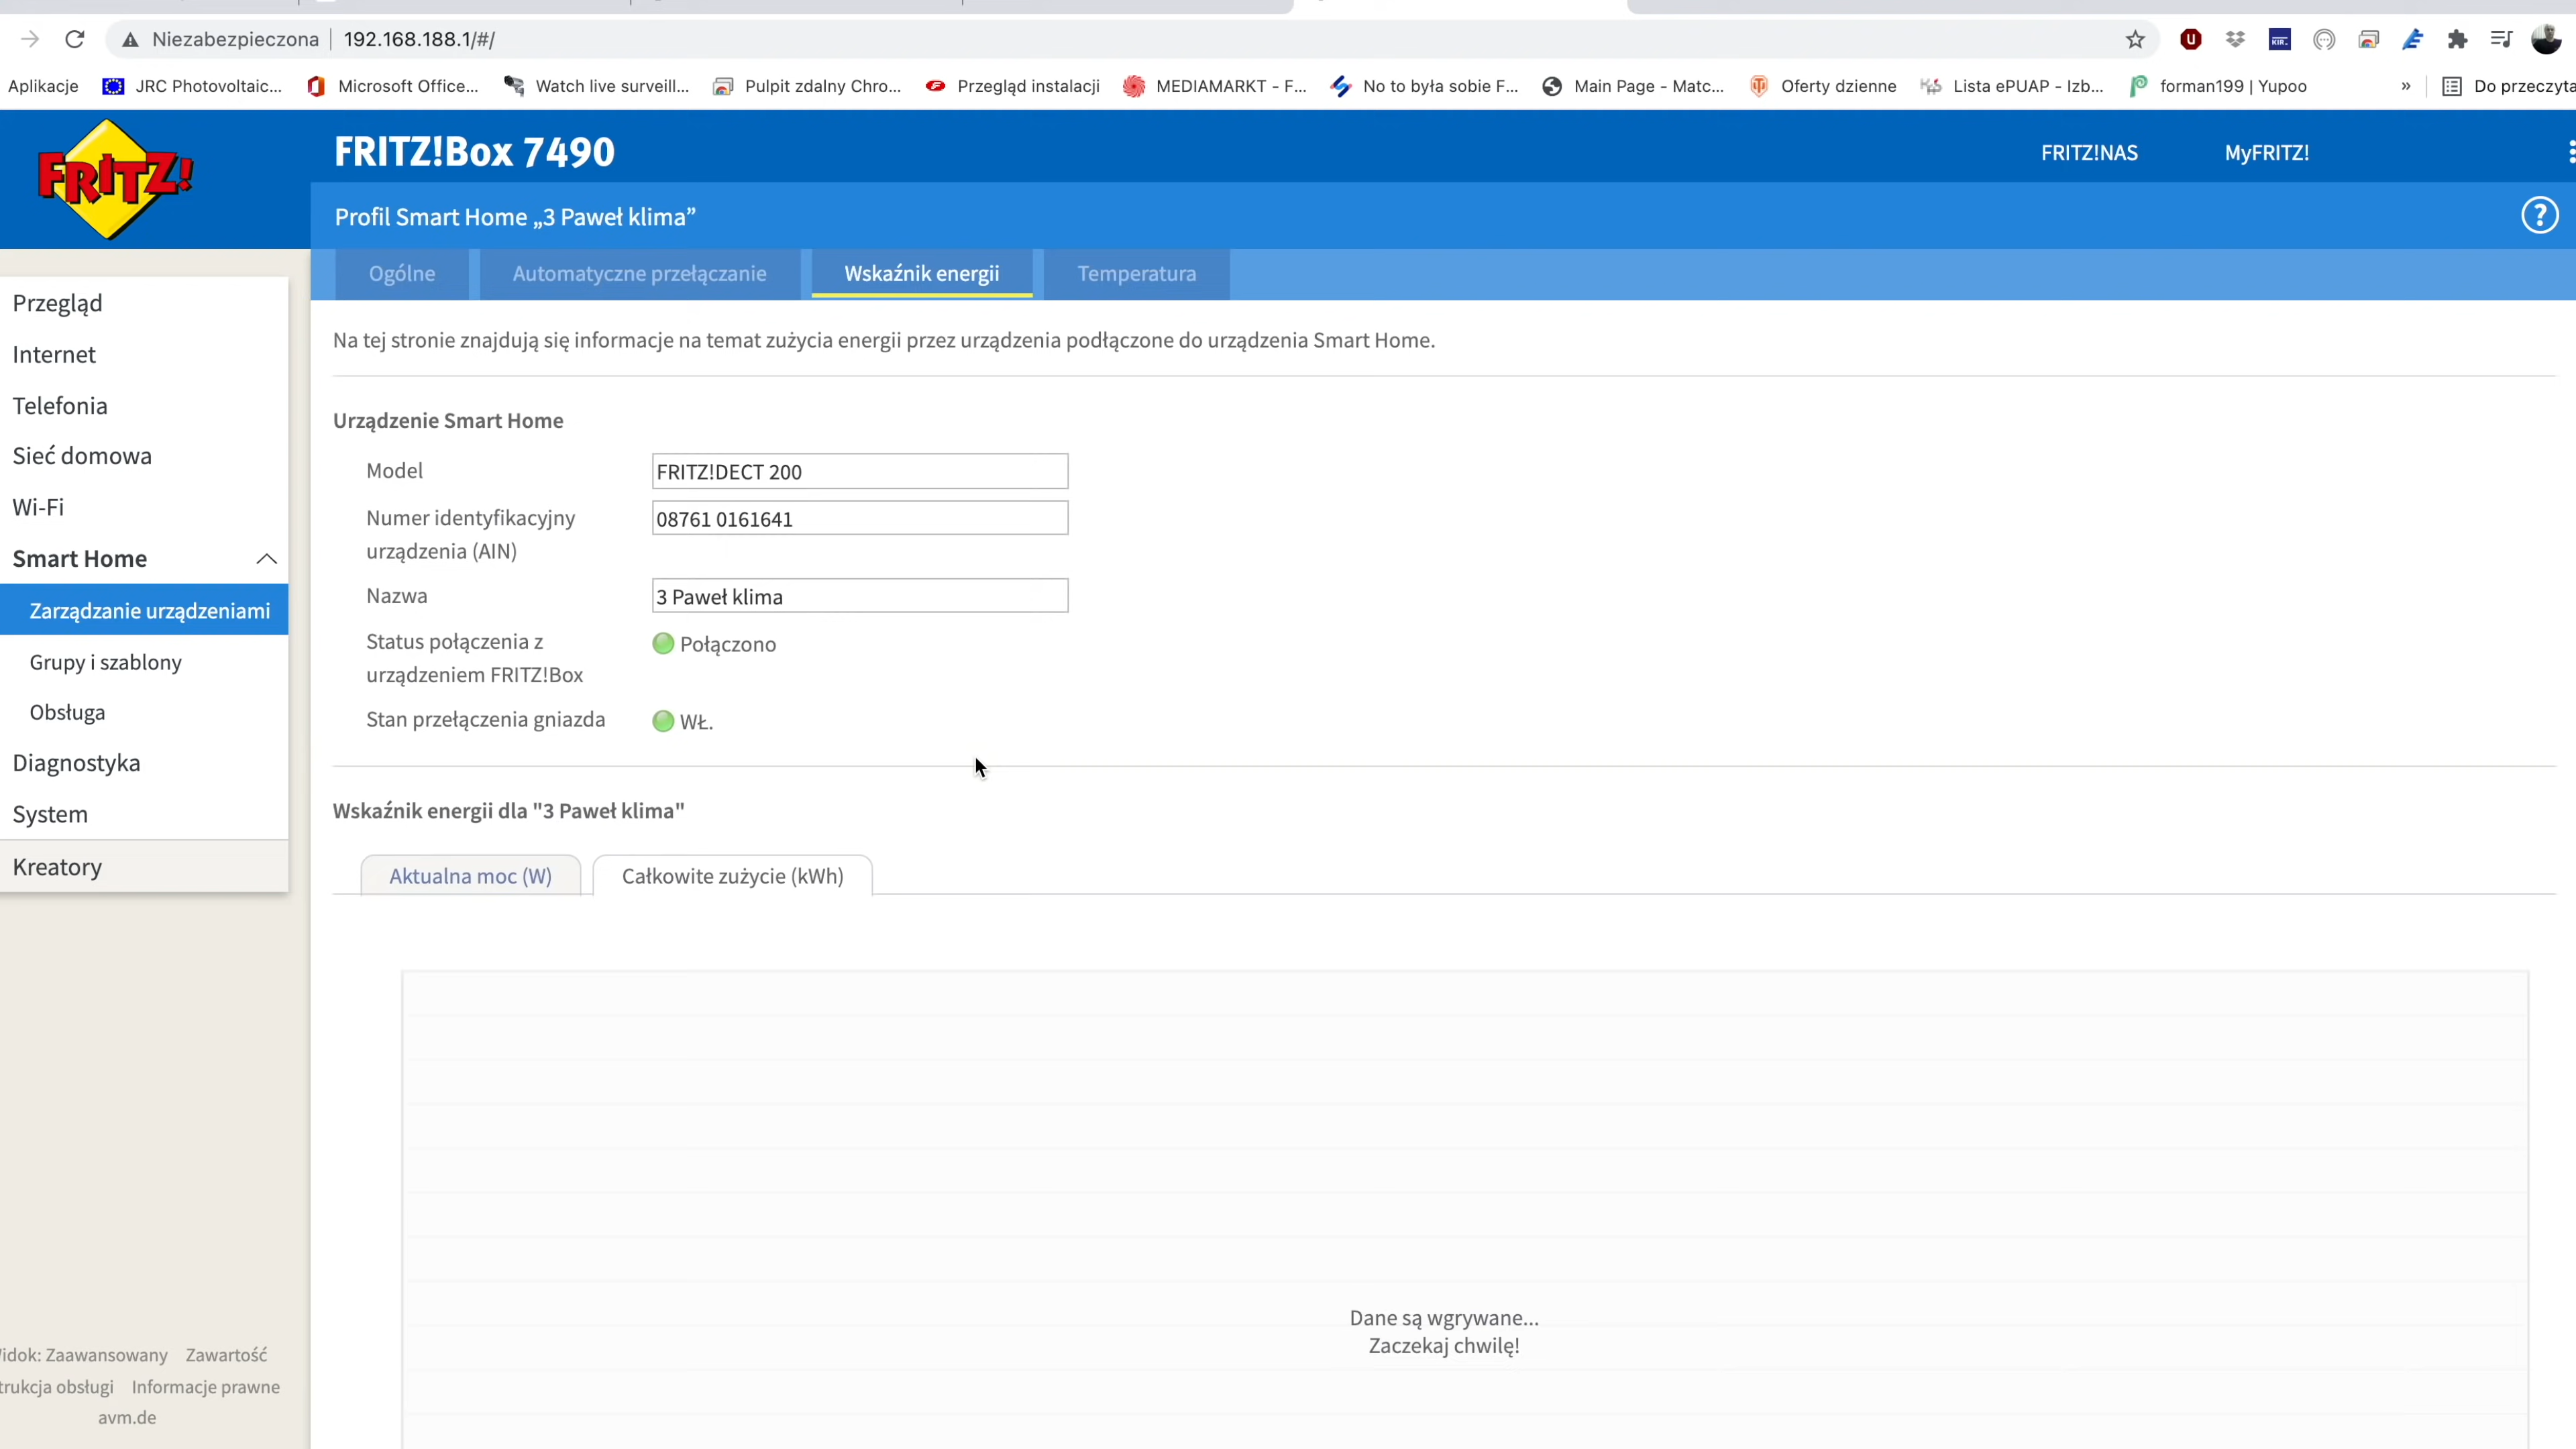 Niezabezpieczona 192.168.188.1/#/
Aplikacje JRC Photovoltaic... Microsoft Office... Watch live surveill... Pulpit zdalny Chro... Przegląd instalacji MEDIAMARKT - F... No to była sobie F... Main Page - Matc... Oferty dzienne Lista ePUAP - Izb... forman199 | Yupoo » Do przeczyta
FRITZ!
FRITZ!Box 7490
FRITZ!NAS MyFRITZ!
Profil Smart Home „3 Paweł klima”
?
Ogólne Automatyczne przełączanie Wskaźnik energii Temperatura
Przegląd
Internet
Telefonia
Sieć domowa
Wi-Fi
Smart Home
Zarządzanie urządzeniami
Grupy i szablony
Obsługa
Diagnostyka
System
Kreatory
idok: Zaawansowany Zawartość
trukcja obsługi Informacje prawne
avm.de
Na tej stronie znajdują się informacje na temat zużycia energii przez urządzenia podłączone do urządzenia Smart Home.
Urządzenie Smart Home
Model FRITZ!DECT 200
Numer identyfikacyjny 08761 0161641
urządzenia (AIN)
Nazwa 3 Paweł klima
Status połączenia z Połączono
urządzeniem FRITZ!Box
Stan przełączenia gniazda WŁ.
Wskaźnik energii dla "3 Paweł klima"
Aktualna moc (W) Całkowite zużycie (kWh)
Dane są wgrywane...
Zaczekaj chwilę!